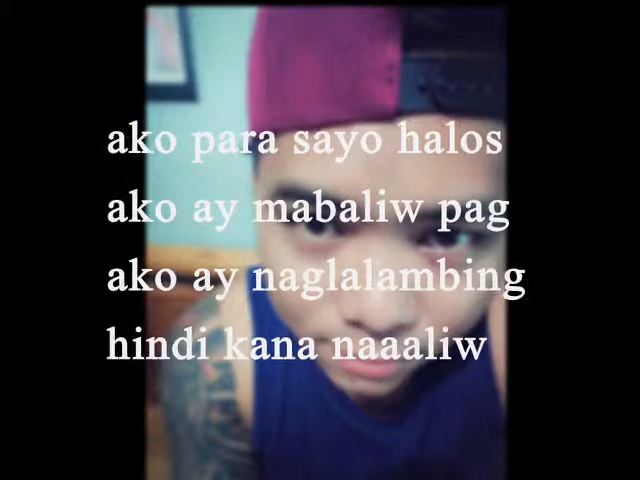 ako para sayo halos
ako ay mabaliw pag
ako ay naglalambing
hindi kana naaaliw